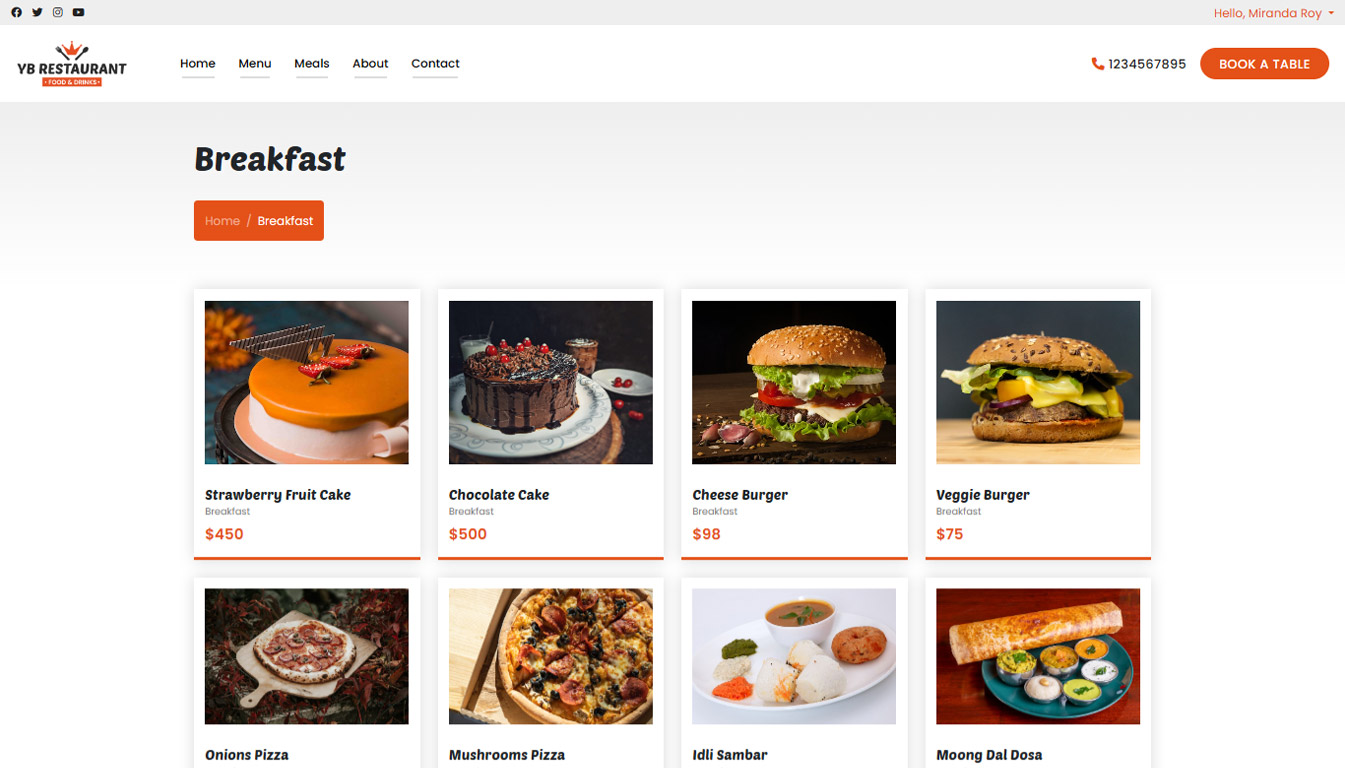 Hello, Miranda Roy
YB RESTAURANT
• FOOD & DRINKS •
Home
Menu
Meals
About
Contact
1234567895
BOOK A TABLE
Breakfast
Home / Breakfast
Strawberry Fruit Cake
Breakfast
$450
Chocolate Cake
Breakfast
$500
Cheese Burger
Breakfast
$98
Veggie Burger
Breakfast
$75
Onions Pizza
Mushrooms Pizza
Idli Sambar
Moong Dal Dosa